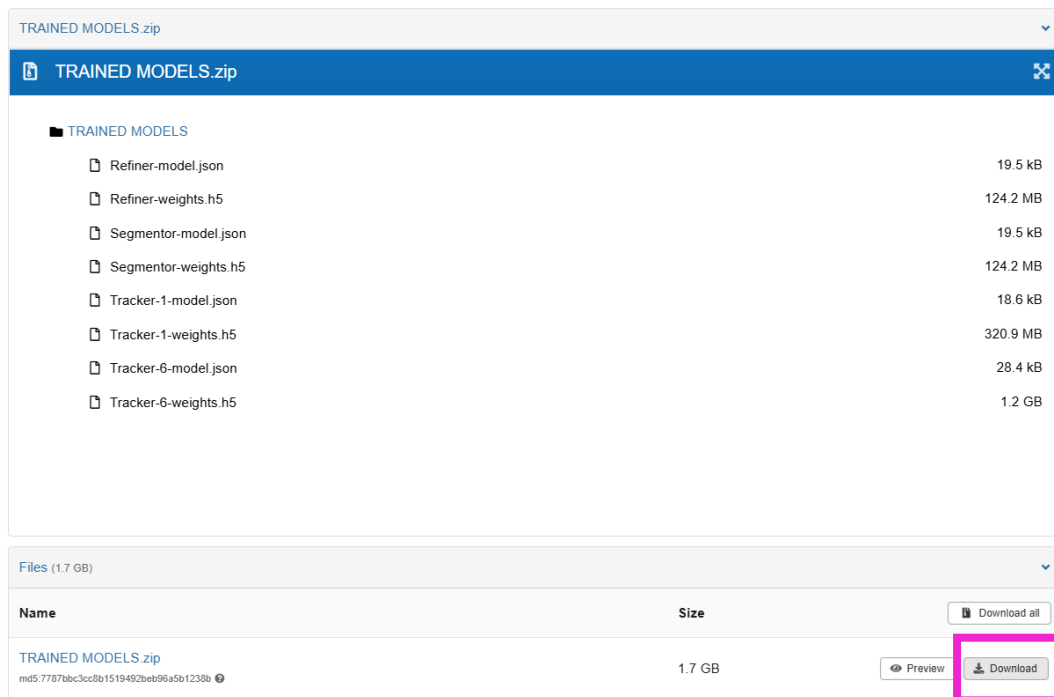 TRAINED MODELS.zip
TRAINED MODELS.zip
TRAINED MODELS
Refiner-model.json 19.5 kB
Refiner-weights.h5 124.2 MB
Segmentor-model.json 19.5 kB
Segmentor-weights.h5 124.2 MB
Tracker-1-model.json 18.6 kB
Tracker-1-weights.h5 320.9 MB
Tracker-6-model.json 28.4 kB
Tracker-6-weights.h5 1.2 GB
Files (1.7 GB)
Name Size Download all
TRAINED MODELS.zip 1.7 GB Preview Download
md5:7787bbc3cc8b1519492beb96a5b1238b